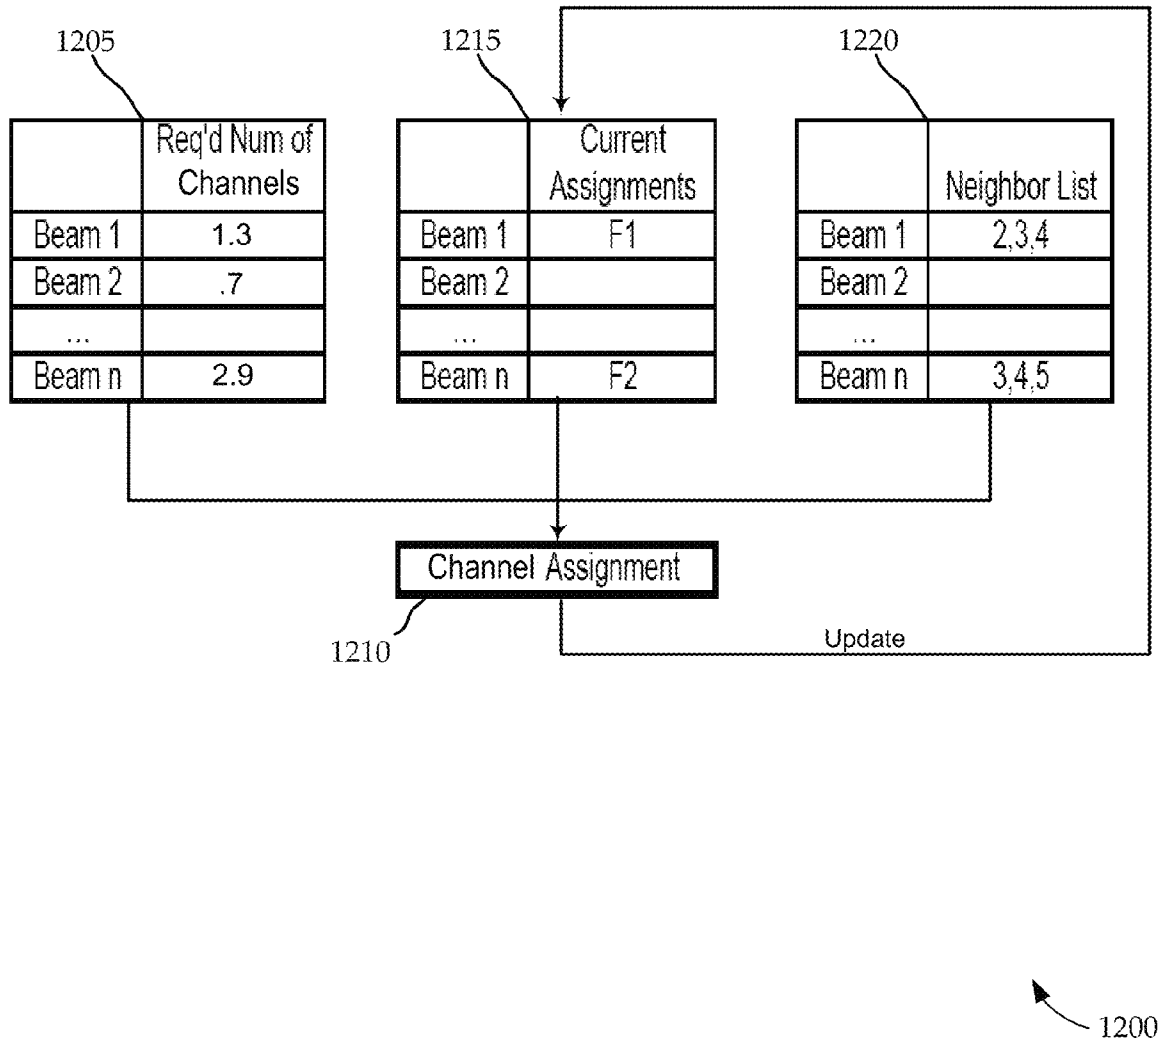 1205
1215
1220
Req'd Num of
Channels
Beam 1 1.3
Beam 2 .7
...
Beam n 2.9
Current
Assignments
Beam 1 F1
Beam 2
...
Beam n F2
Neighbor List
Beam 1 2,3,4
Beam 2
...
Beam n 3,4,5
Channel Assignment
1210
Update
1200